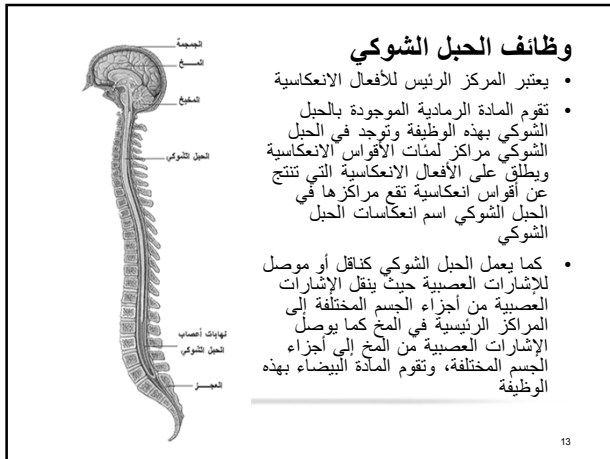 وظائف الحبل الشوكي
• يعتبر المركز الرئيس للأفعال الانعكاسية
• تقوم المادة الرمادية الموجودة بالحبل
الشوكي بهذه الوظيفة وتوجد في الحبل
الشوكي مراكز لمئات الأقواس الانعكاسية
ويطلق على الأفعال الانعكاسية التي تنتج
عن أقواس انعكاسية تقع مراكزها في
الحبل الشوكي اسم انعكاسات الحبل
الشوكي
• كما يعمل الحبل الشوكي كناقل أو موصل
للإشارات العصبية حيث ينقل الإشارات
العصبية من أجزاء الجسم المختلفة إلى
المراكز الرئيسية في المخ كما يوصل
الإشارات العصبية من المخ إلى أجزاء
الجسم المختلفة، وتقوم المادة البيضاء بهذه
الوظيفة
الجمجمة
المـــخ
المخيخ
الحبل الشوكي
نهايات أعصاب
الحبل الشوكي
العجــز
13